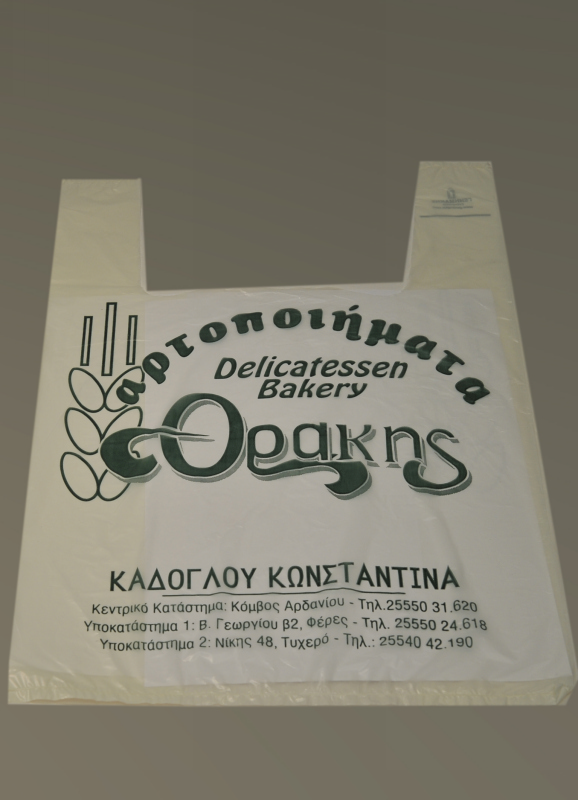 αρτοποιήματα
Delicatessen
Bakery
Θρακης
ΚΑΔΟΓΛΟΥ ΚΩΝΣΤΑΝΤΙΝΑ
Κεντρικό Κατάστημα: Κόμβος Αρδανίου - Τηλ.25550 31.620
Υποκατάστημα 1: Β. Γεωργίου β2, Φέρες - Τηλ. 25550 24.618
Υποκατάστημα 2: Νίκης 48, Τυχερό - Τηλ.: 25540 42.190